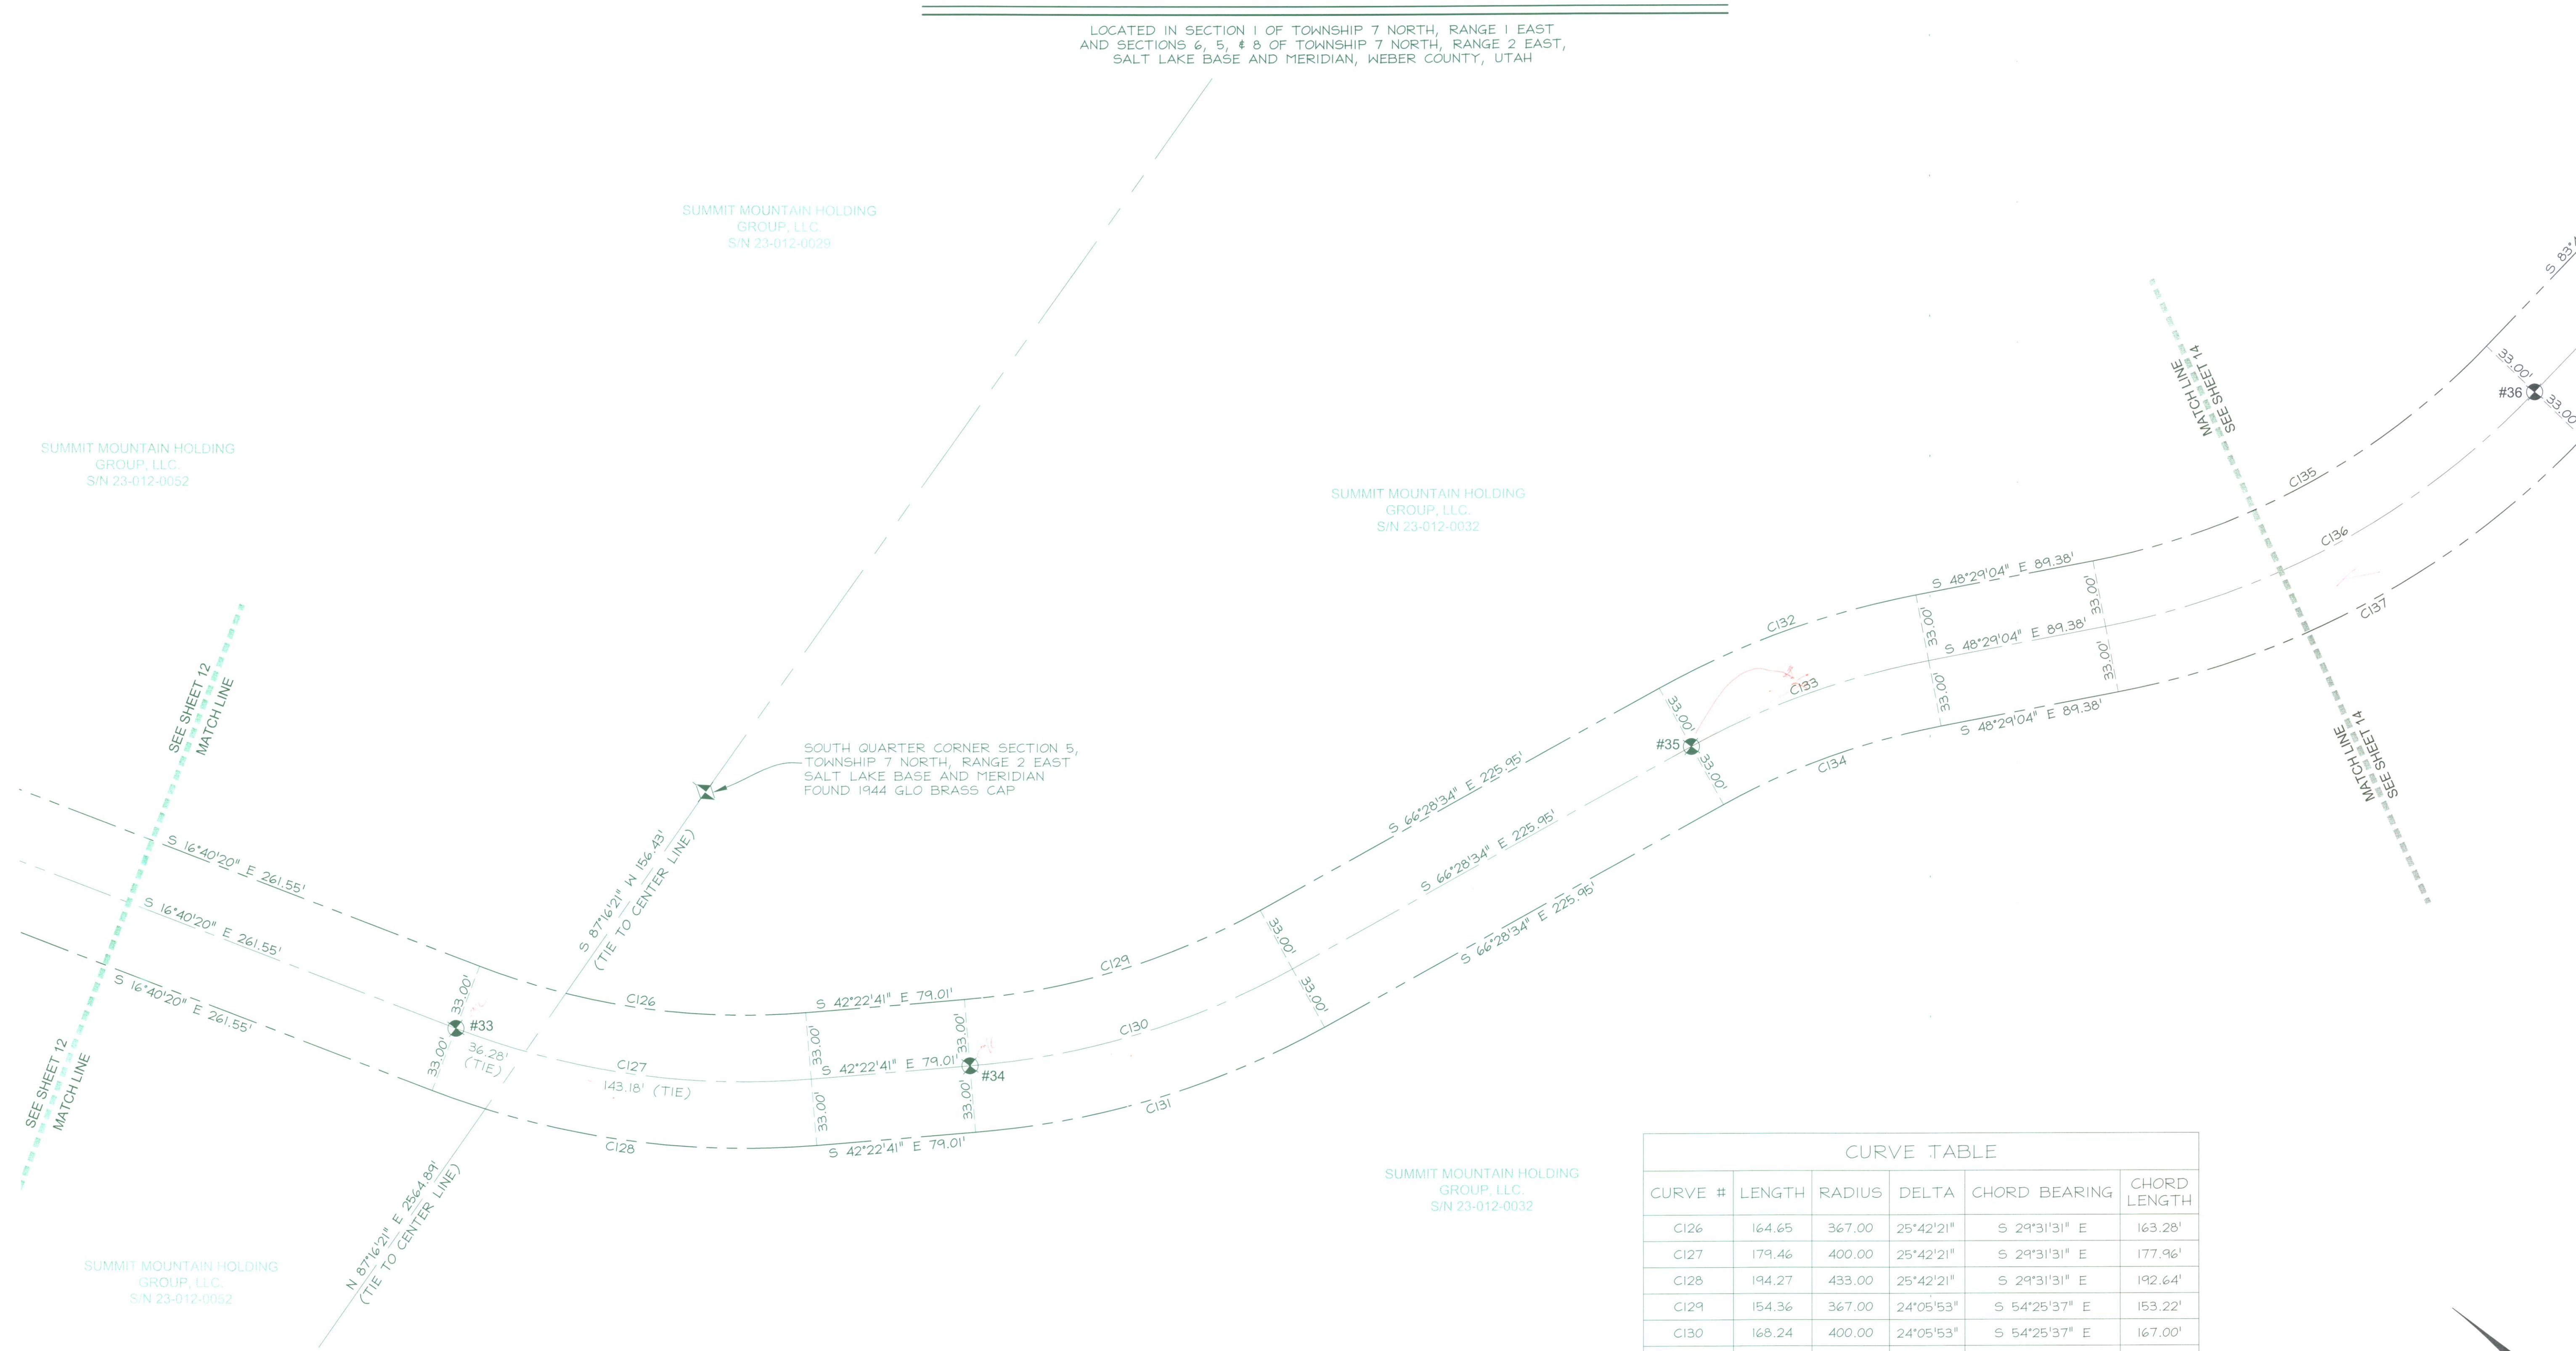 LOCATED IN SECTION 1 OF TOWNSHIP 7 NORTH, RANGE 1 EAST
AND SECTIONS 6, 5, & 8 OF TOWNSHIP 7 NORTH, RANGE 2 EAST,
SALT LAKE BASE AND MERIDIAN, WEBER COUNTY, UTAH
SUMMIT MOUNTAIN HOLDING
GROUP, LLC.
S/N 23-012-0029
SUMMIT MOUNTAIN HOLDING
GROUP, LLC.
S/N 23-012-0052
SUMMIT MOUNTAIN HOLDING
GROUP, LLC.
S/N 23-012-0032
S 83°
MATCH LINE
SEE SHEET 14
33.00'
#36
33.00
C135
C136
C137
MATCH LINE
SEE SHEET 14
S 48°29'04" E 89.38'
S 48°29'04" E 89.38'
S 48°29'04" E 89.38'
33.00'
33.00'
33.00'
33.00'
C132
C133
C134
33.00'
#35
33.00'
SEE SHEET 12
MATCH LINE
SOUTH QUARTER CORNER SECTION 5,
TOWNSHIP 7 NORTH, RANGE 2 EAST
SALT LAKE BASE AND MERIDIAN
FOUND 1944 GLO BRASS CAP
S 66°28'34" E 225.95'
S 66°28'34" E 225.95'
S 66°28'34" E 225.95'
S 87°16'21" W 156.43'
(TIE TO CENTER LINE)
S 16°40'20" E 261.55'
S 16°40'20" E 261.55'
S 16°40'20" E 261.55'
33.00'
#33
33.00'
36.28'
(TIE)
C126
C127
143.18' (TIE)
C128
S 42°22'41" E 79.01'
S 42°22'41" E 79.01'
S 42°22'41" E 79.01'
33.00'
33.00'
33.00'
#34
33.00'
C129
C130
C131
33.00'
33.00'
SEE SHEET 12
MATCH LINE
N 87°16'21" E 2564.89'
(TIE TO CENTER LINE)
SUMMIT MOUNTAIN HOLDING
GROUP, LLC.
S/N 23-012-0052
SUMMIT MOUNTAIN HOLDING
GROUP, LLC.
S/N 23-012-0032
CURVE TABLE
CURVE # LENGTH RADIUS DELTA CHORD BEARING CHORD LENGTH
C126 164.65 367.00 25°42'21" S 29°31'31" E 163.28'
C127 179.46 400.00 25°42'21" S 29°31'31" E 177.96'
C128 194.27 433.00 25°42'21" S 29°31'31" E 192.64'
C129 154.36 367.00 24°05'53" S 54°25'37" E 153.22'
C130 168.24 400.00 24°05'53" S 54°25'37" E 167.00'